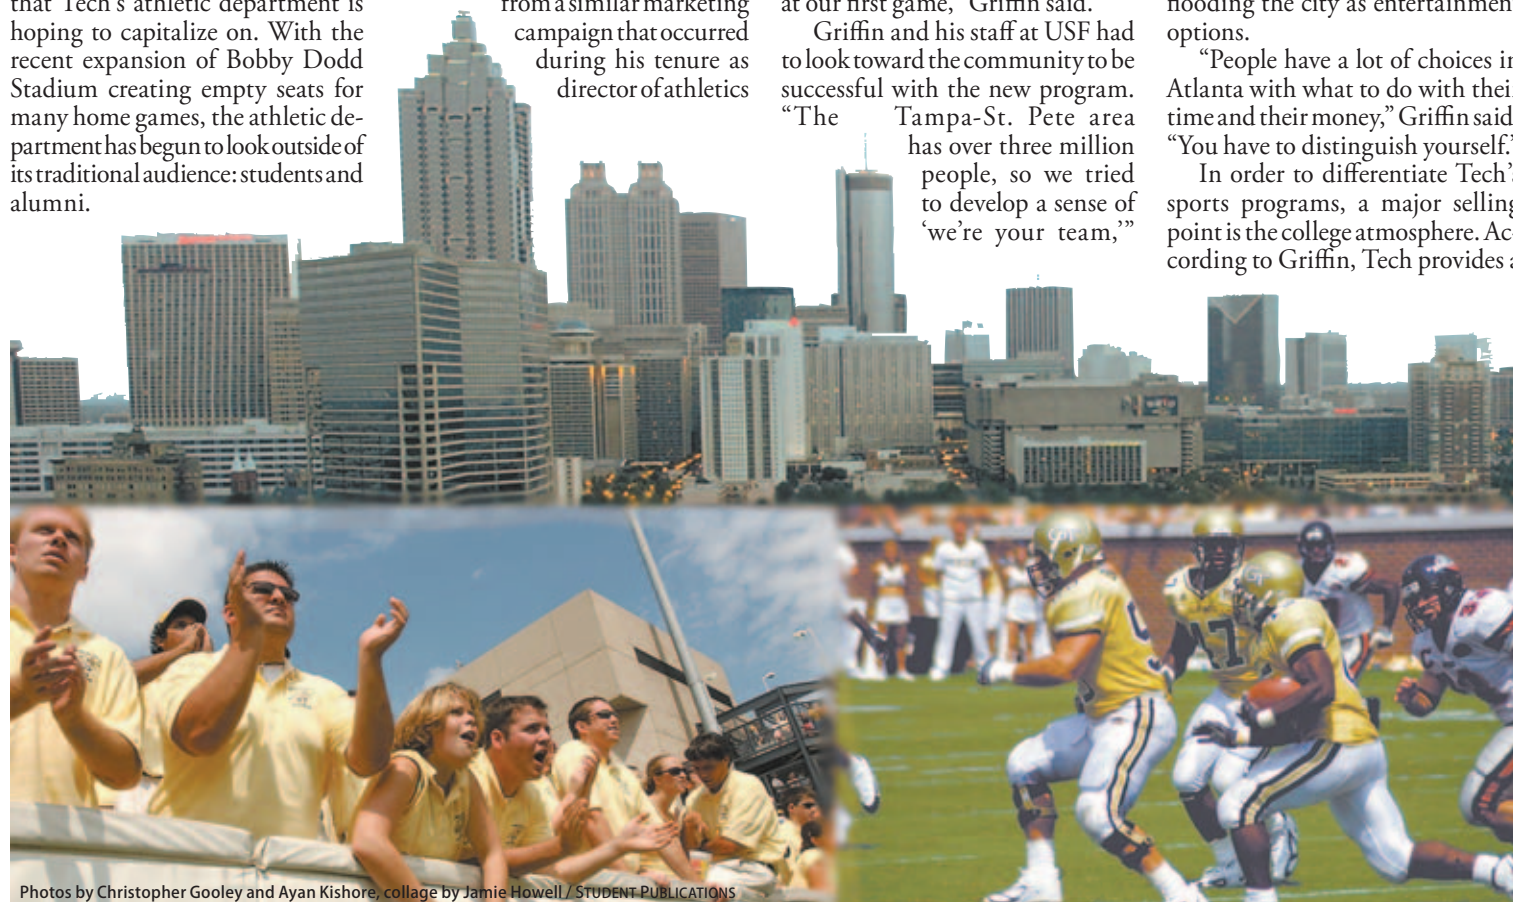 that Tech's athletic department is
hoping to capitalize on. With the
recent expansion of Bobby Dodd
Stadium creating empty seats for
many home games, the athletic de-
partment has begun to look outside of
its traditional audience: students and
alumni.
from a similar marketing
campaign that occurred
during his tenure as
director of athletics
at our first game," Griffin said.
Griffin and his staff at USF had
to look toward the community to be
successful with the new program.
"The Tampa-St. Pete area
has over three million
people, so we tried
to develop a sense of
'we're your team,'"
flooding the city as entertainment
options.
"People have a lot of choices in
Atlanta with what to do with their
time and their money," Griffin said.
"You have to distinguish yourself."
In order to differentiate Tech's
sports programs, a major selling
point is the college atmosphere. Ac-
cording to Griffin, Tech provides a
GT
17
GT
Photos by Christopher Gooley and Ayan Kishore, collage by Jamie Howell / STUDENT PUBLICATIONS